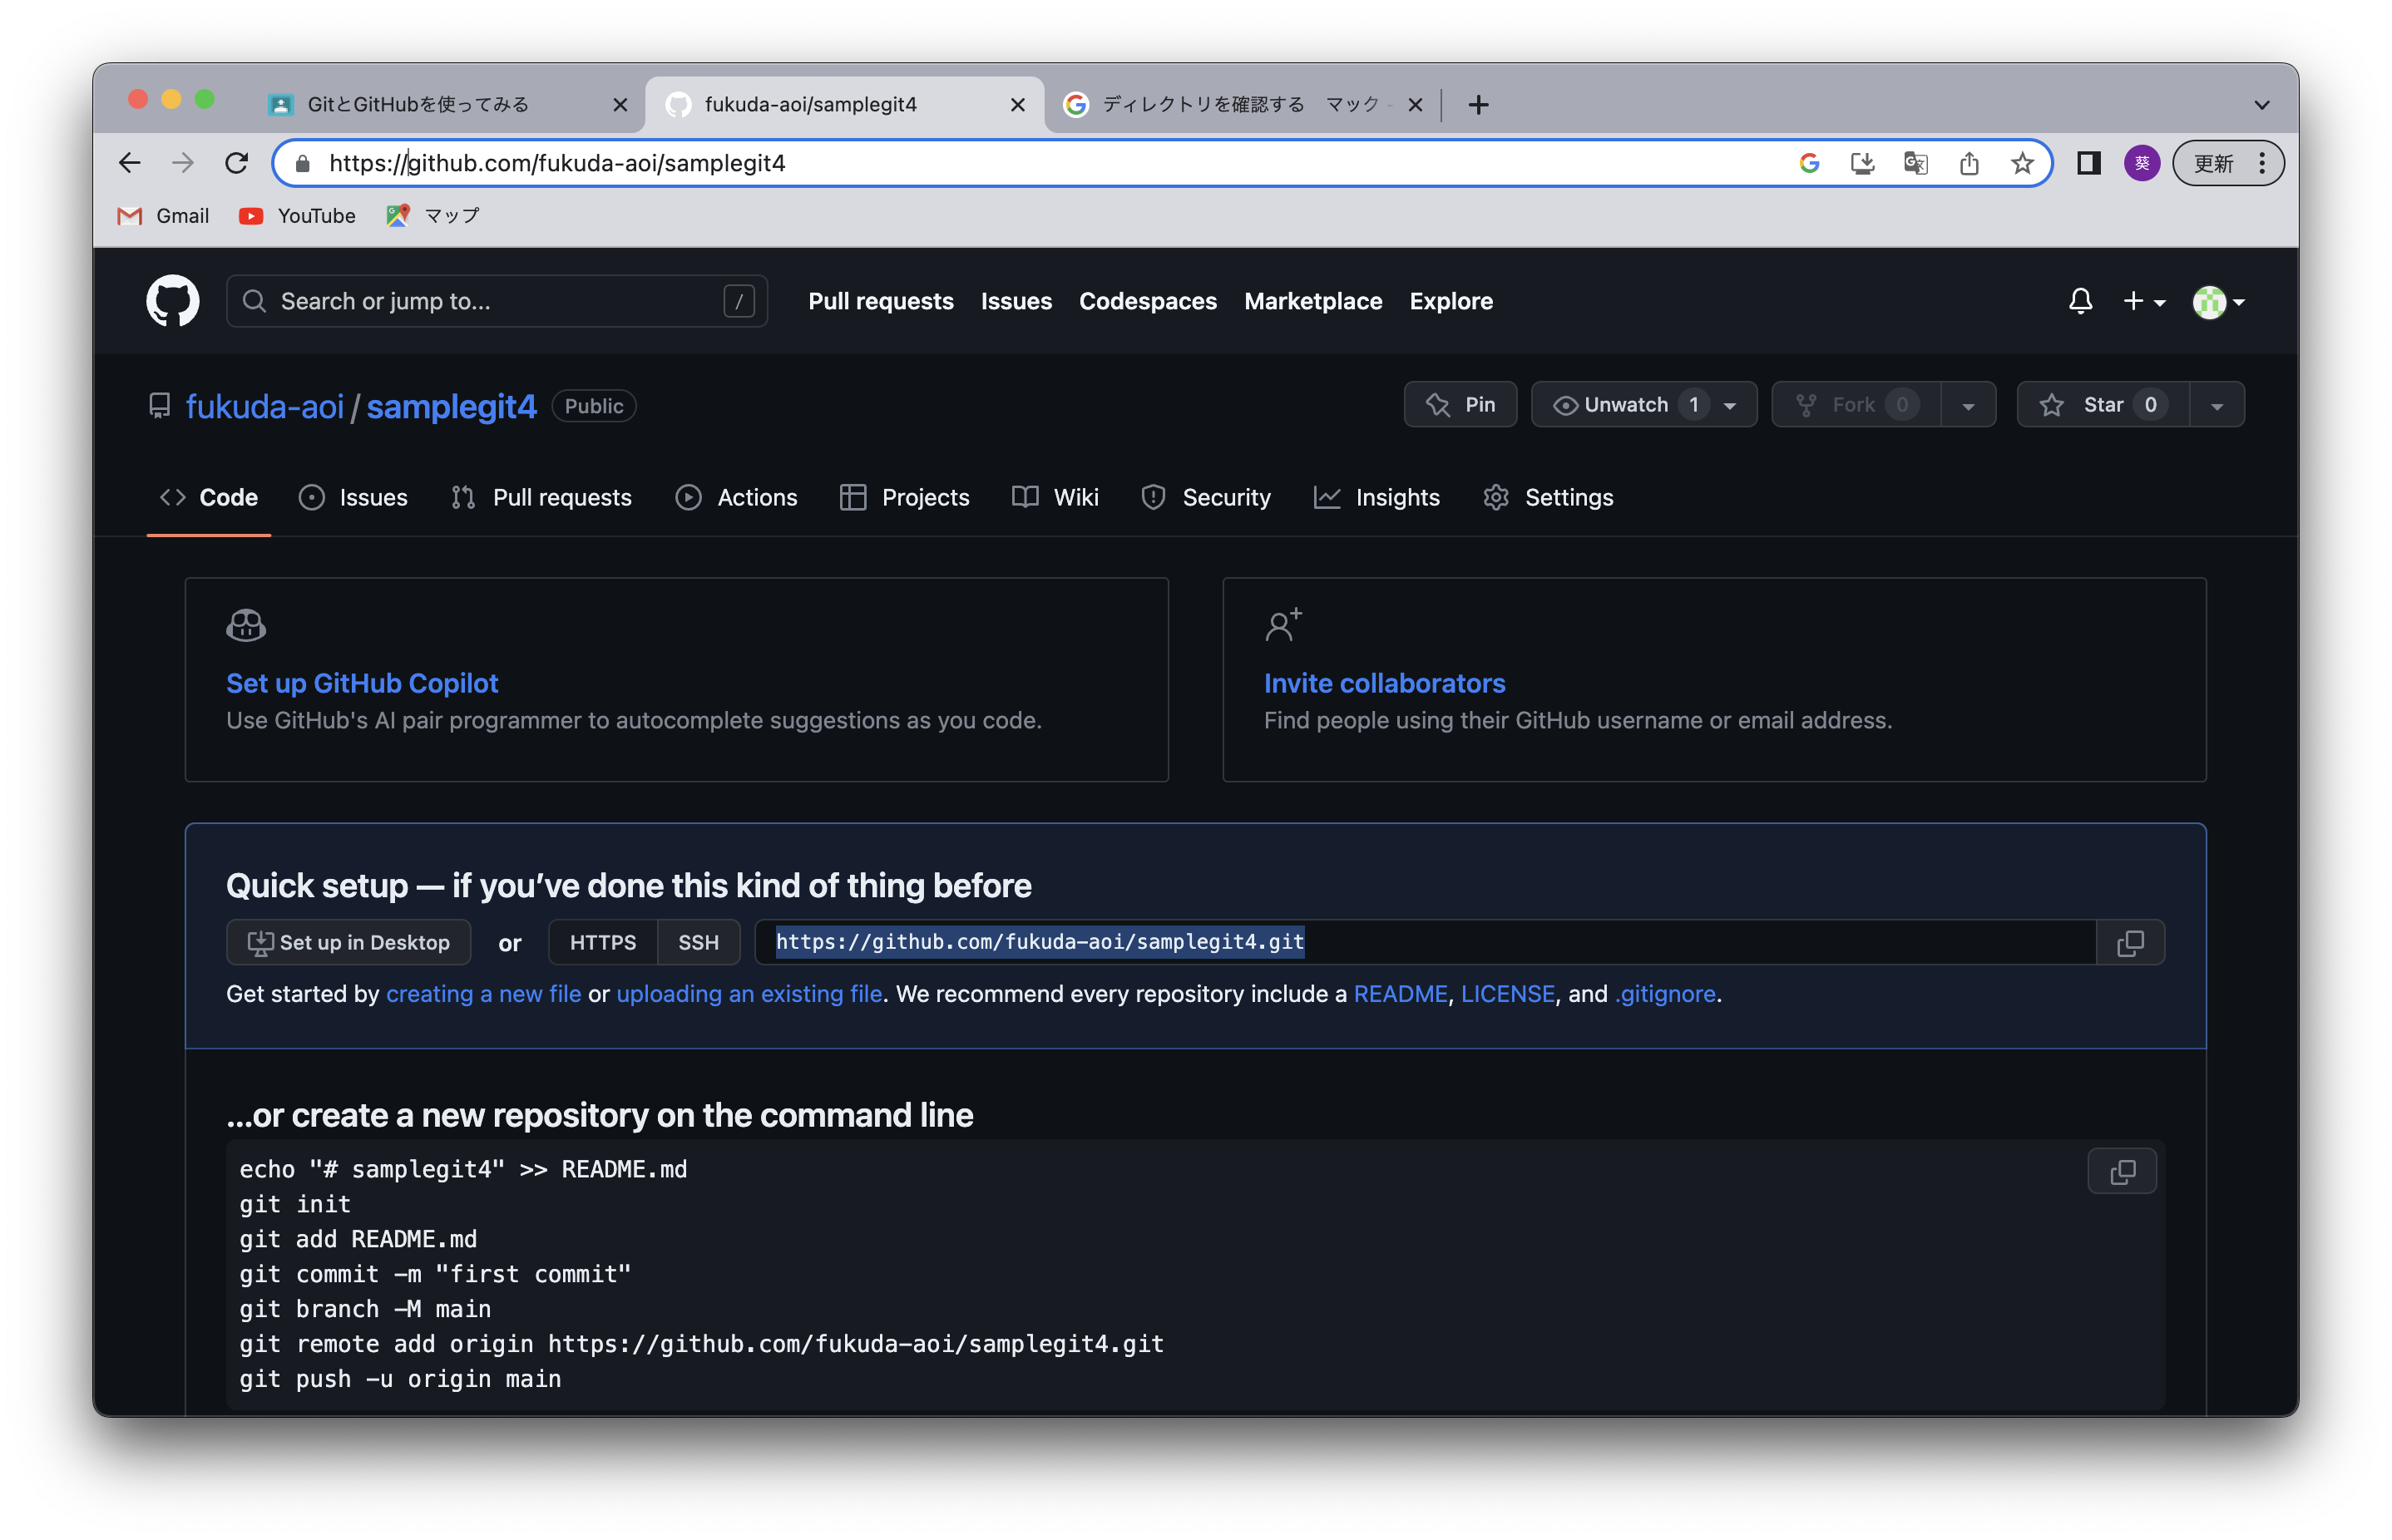 GitとGitHubを使ってみる
fukuda-aoi/samplegit4
ディレクトリを確認する　マック -
https://github.com/fukuda-aoi/samplegit4
葵
更新
Gmail
YouTube
マップ
Search or jump to...
/
Pull requests
Issues
Codespaces
Marketplace
Explore
fukuda-aoi / samplegit4
Public
Pin
Unwatch 1
Fork 0
Star 0
Code
Issues
Pull requests
Actions
Projects
Wiki
Security
Insights
Settings
Set up GitHub Copilot
Use GitHub's AI pair programmer to autocomplete suggestions as you code.
Invite collaborators
Find people using their GitHub username or email address.
Quick setup — if you’ve done this kind of thing before
Set up in Desktop
or
HTTPS
SSH
https://github.com/fukuda-aoi/samplegit4.git
Get started by creating a new file or uploading an existing file. We recommend every repository include a README, LICENSE, and .gitignore.
…or create a new repository on the command line
echo "# samplegit4" >> README.md
git init
git add README.md
git commit -m "first commit"
git branch -M main
git remote add origin https://github.com/fukuda-aoi/samplegit4.git
git push -u origin main